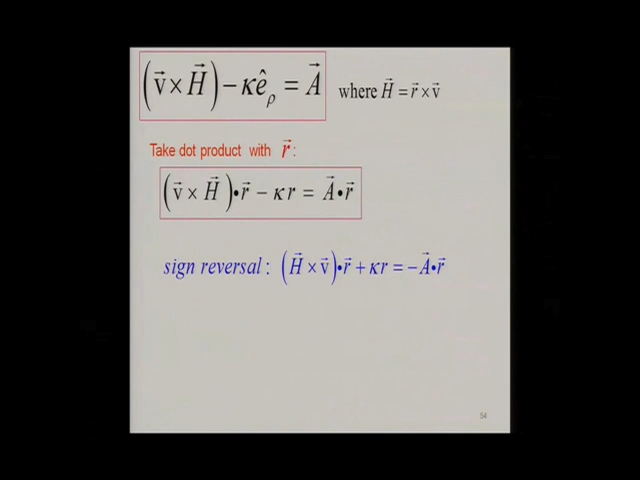 (v⃗ × H⃗) − κê_ρ = A⃗ where H⃗ = r⃗ × v⃗
Take dot product with r⃗ :
(v⃗ × H⃗)•r⃗ − κr = A⃗•r⃗
sign reversal : (H⃗ × v⃗)•r⃗ + κr = −A⃗•r⃗
54